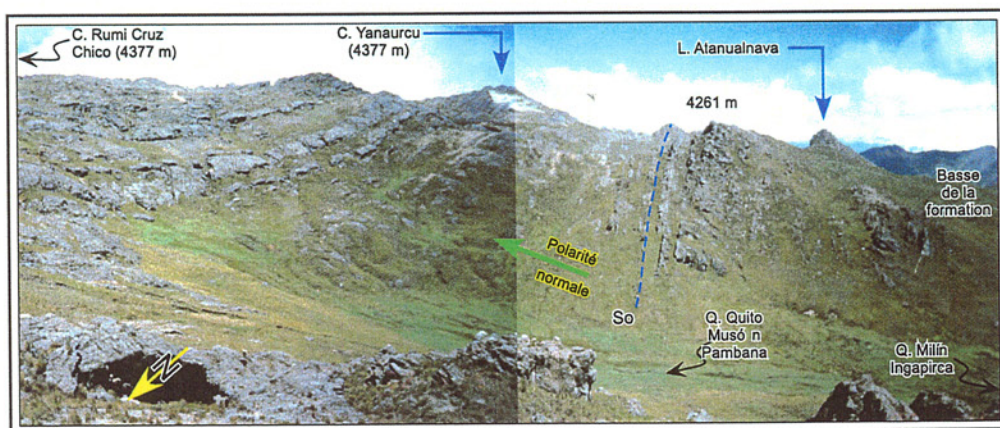 C. Rumi Cruz
Chico (4377 m)
C. Yanaurcu
(4377 m)
L. Atanualnava
4261 m
Basse
de la
formation
Polarité
normale
So
Q. Quito
Musó n
Pambana
Q. Milín
Ingapirca
N